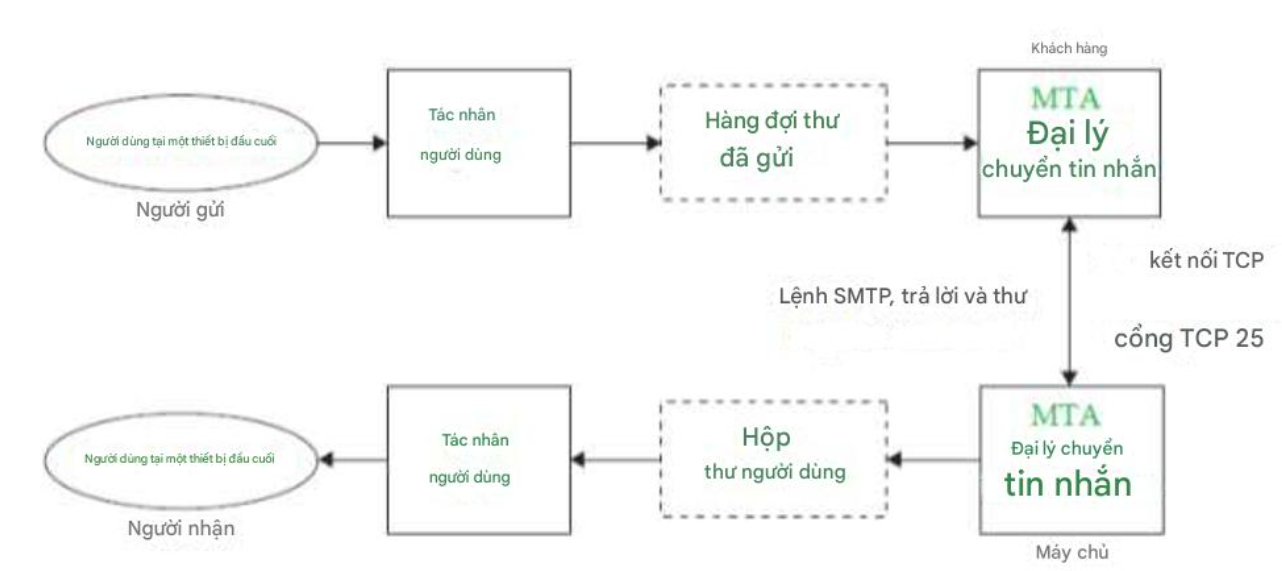 Khách hàng
Người dùng tại một thiết bị đầu cuối
Người gửi
Tác nhân
người dùng
Hàng đợi thư
đã gửi
MTA
Đại lý
chuyển tin nhắn
kết nối TCP
Lệnh SMTP, trả lời và thư
cổng TCP 25
Người dùng tại một thiết bị đầu cuối
Người nhận
Tác nhân
người dùng
Hộp
thư người dùng
MTA
Đại lý chuyển
tin nhắn
Máy chủ